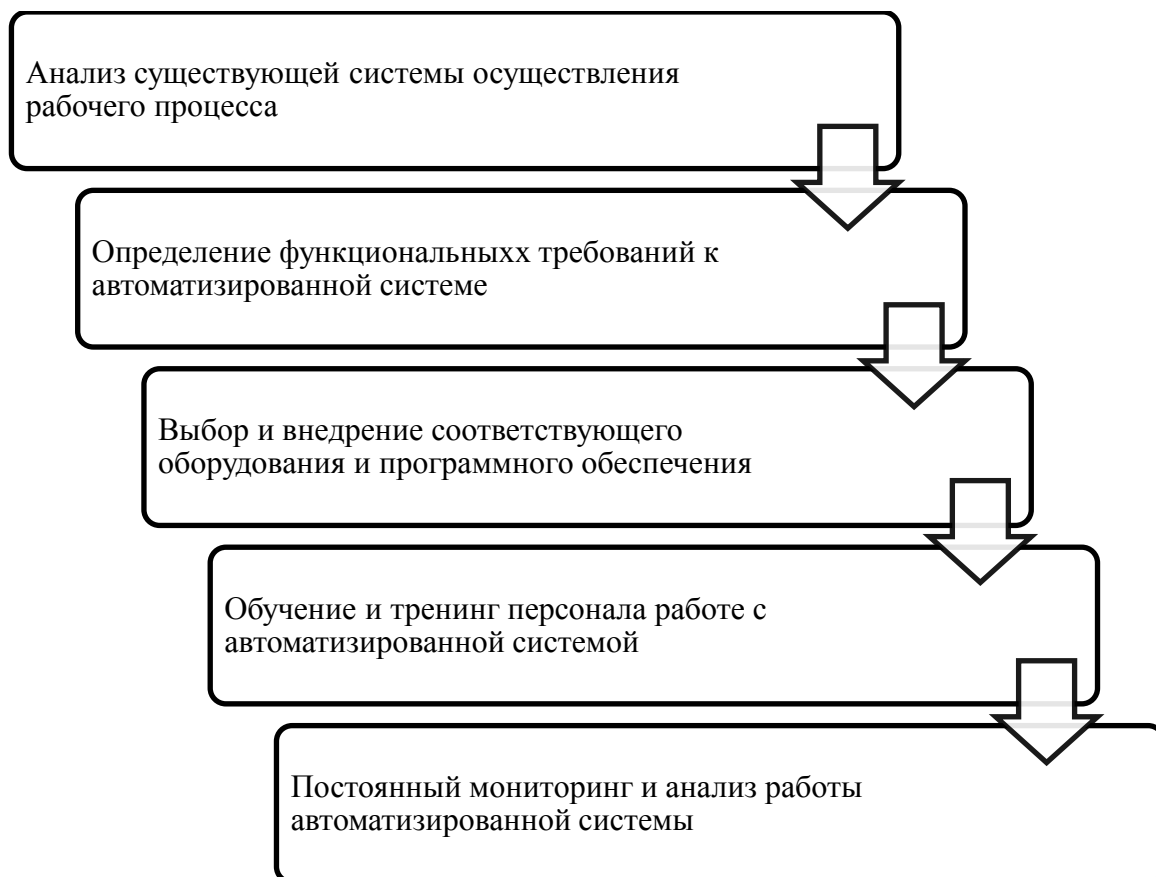 Анализ существующей системы осуществления
рабочего процесса
Определение функциональныхх требований к
автоматизированной системе
Выбор и внедрение соответствующего
оборудования и программного обеспечения
Обучение и тренинг персонала работе с
автоматизированной системой
Постоянный мониторинг и анализ работы
автоматизированной системы